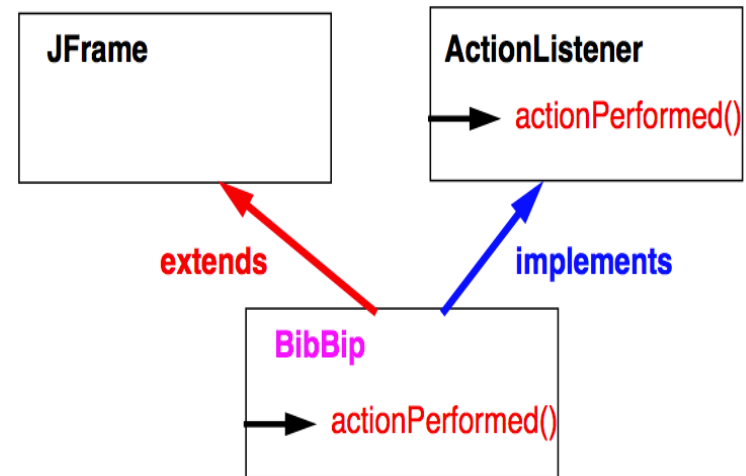 JFrame
ActionListener
actionPerformed()
extends
implements
BibBip
actionPerformed()